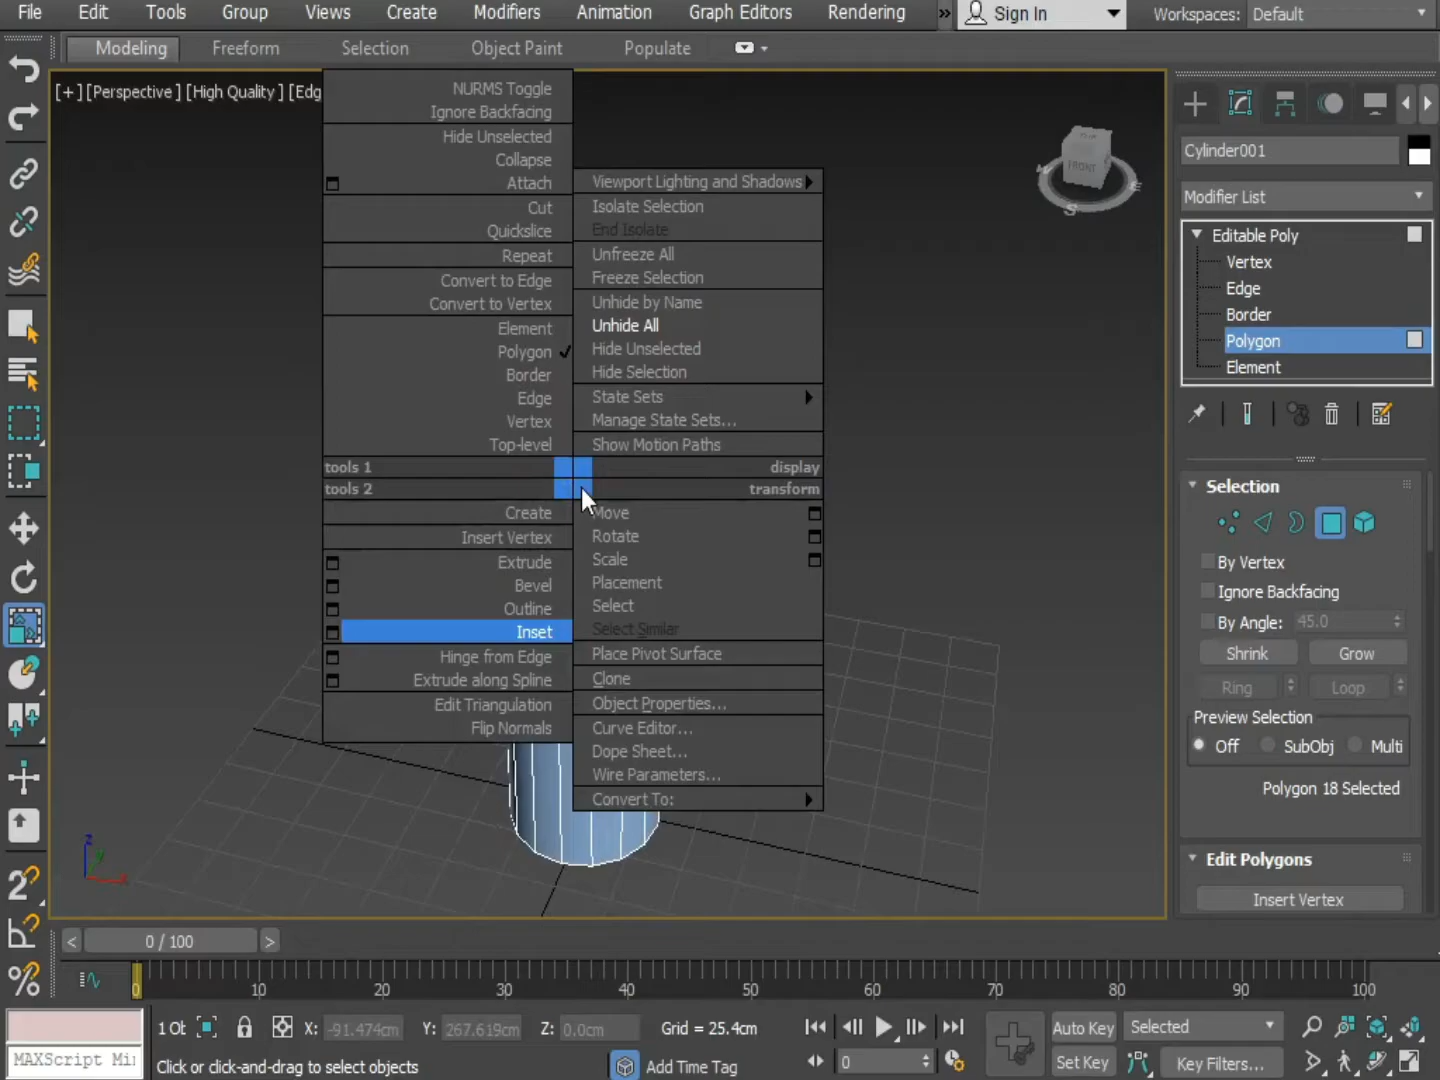 File Edit Tools Group Views Create Modifiers Animation Graph Editors Rendering » Sign In Workspaces: Default
Modeling Freeform Selection Object Paint Populate
[+] [Perspective] [High Quality] [Edg
NURMS Toggle
Ignore Backfacing
Hide Unselected
Collapse
Attach
Cut
Quickslice
Repeat
Convert to Edge
Convert to Vertex
Element
Polygon
Border
Edge
Vertex
Top-level
tools 1
tools 2
Create
Insert Vertex
Extrude
Bevel
Outline
Inset
Hinge from Edge
Extrude along Spline
Edit Triangulation
Flip Normals
Viewport Lighting and Shadows
Isolate Selection
End Isolate
Unfreeze All
Freeze Selection
Unhide by Name
Unhide All
Hide Unselected
Hide Selection
State Sets
Manage State Sets...
Show Motion Paths
display
transform
Move
Rotate
Scale
Placement
Select
Select Similar
Place Pivot Surface
Clone
Object Properties...
Curve Editor...
Dope Sheet...
Wire Parameters...
Convert To:
FRONT
S
z
Cylinder001
Modifier List
Editable Poly
Vertex
Edge
Border
Polygon
Element
Selection
By Vertex
Ignore Backfacing
By Angle: 45.0
Shrink Grow
Ring Loop
Preview Selection
Off SubObj Multi
Polygon 18 Selected
Edit Polygons
Insert Vertex
< 0 / 100 >
0 10 20 30 40 50 60 70 80 90 100
1 Ot X: -91.474cm Y: 267.619cm Z: 0.0cm Grid = 25.4cm Auto Key Selected
MAXScript Mi Click or click-and-drag to select objects Add Time Tag 0 Set Key Key Filters...